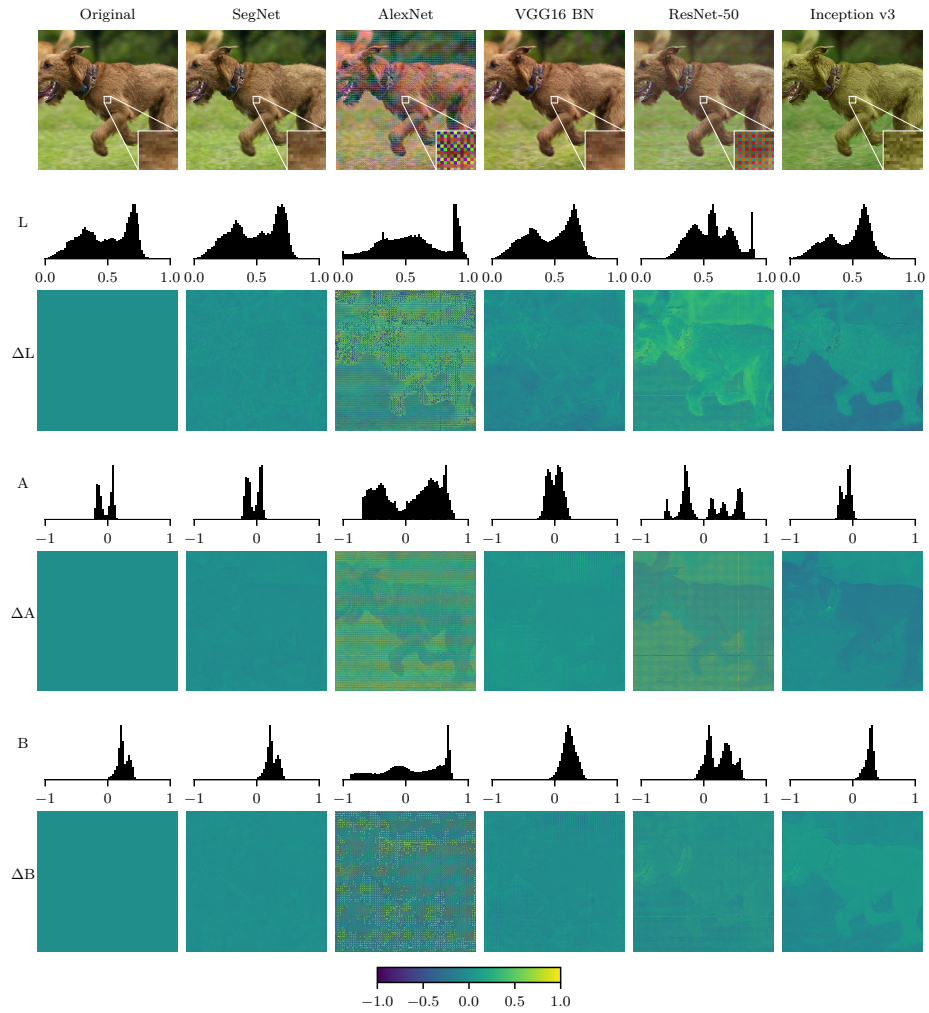 Original SegNet AlexNet VGG16 BN ResNet-50 Inception v3
L
0.0 0.5 1.0 0.0 0.5 1.0 0.0 0.5 1.0 0.0 0.5 1.0 0.0 0.5 1.0 0.0 0.5 1.0
ΔL
A
−1 0 1 −1 0 1 −1 0 1 −1 0 1 −1 0 1 −1 0 1
ΔA
B
−1 0 1 −1 0 1 −1 0 1 −1 0 1 −1 0 1 −1 0 1
ΔB
−1.0 −0.5 0.0 0.5 1.0